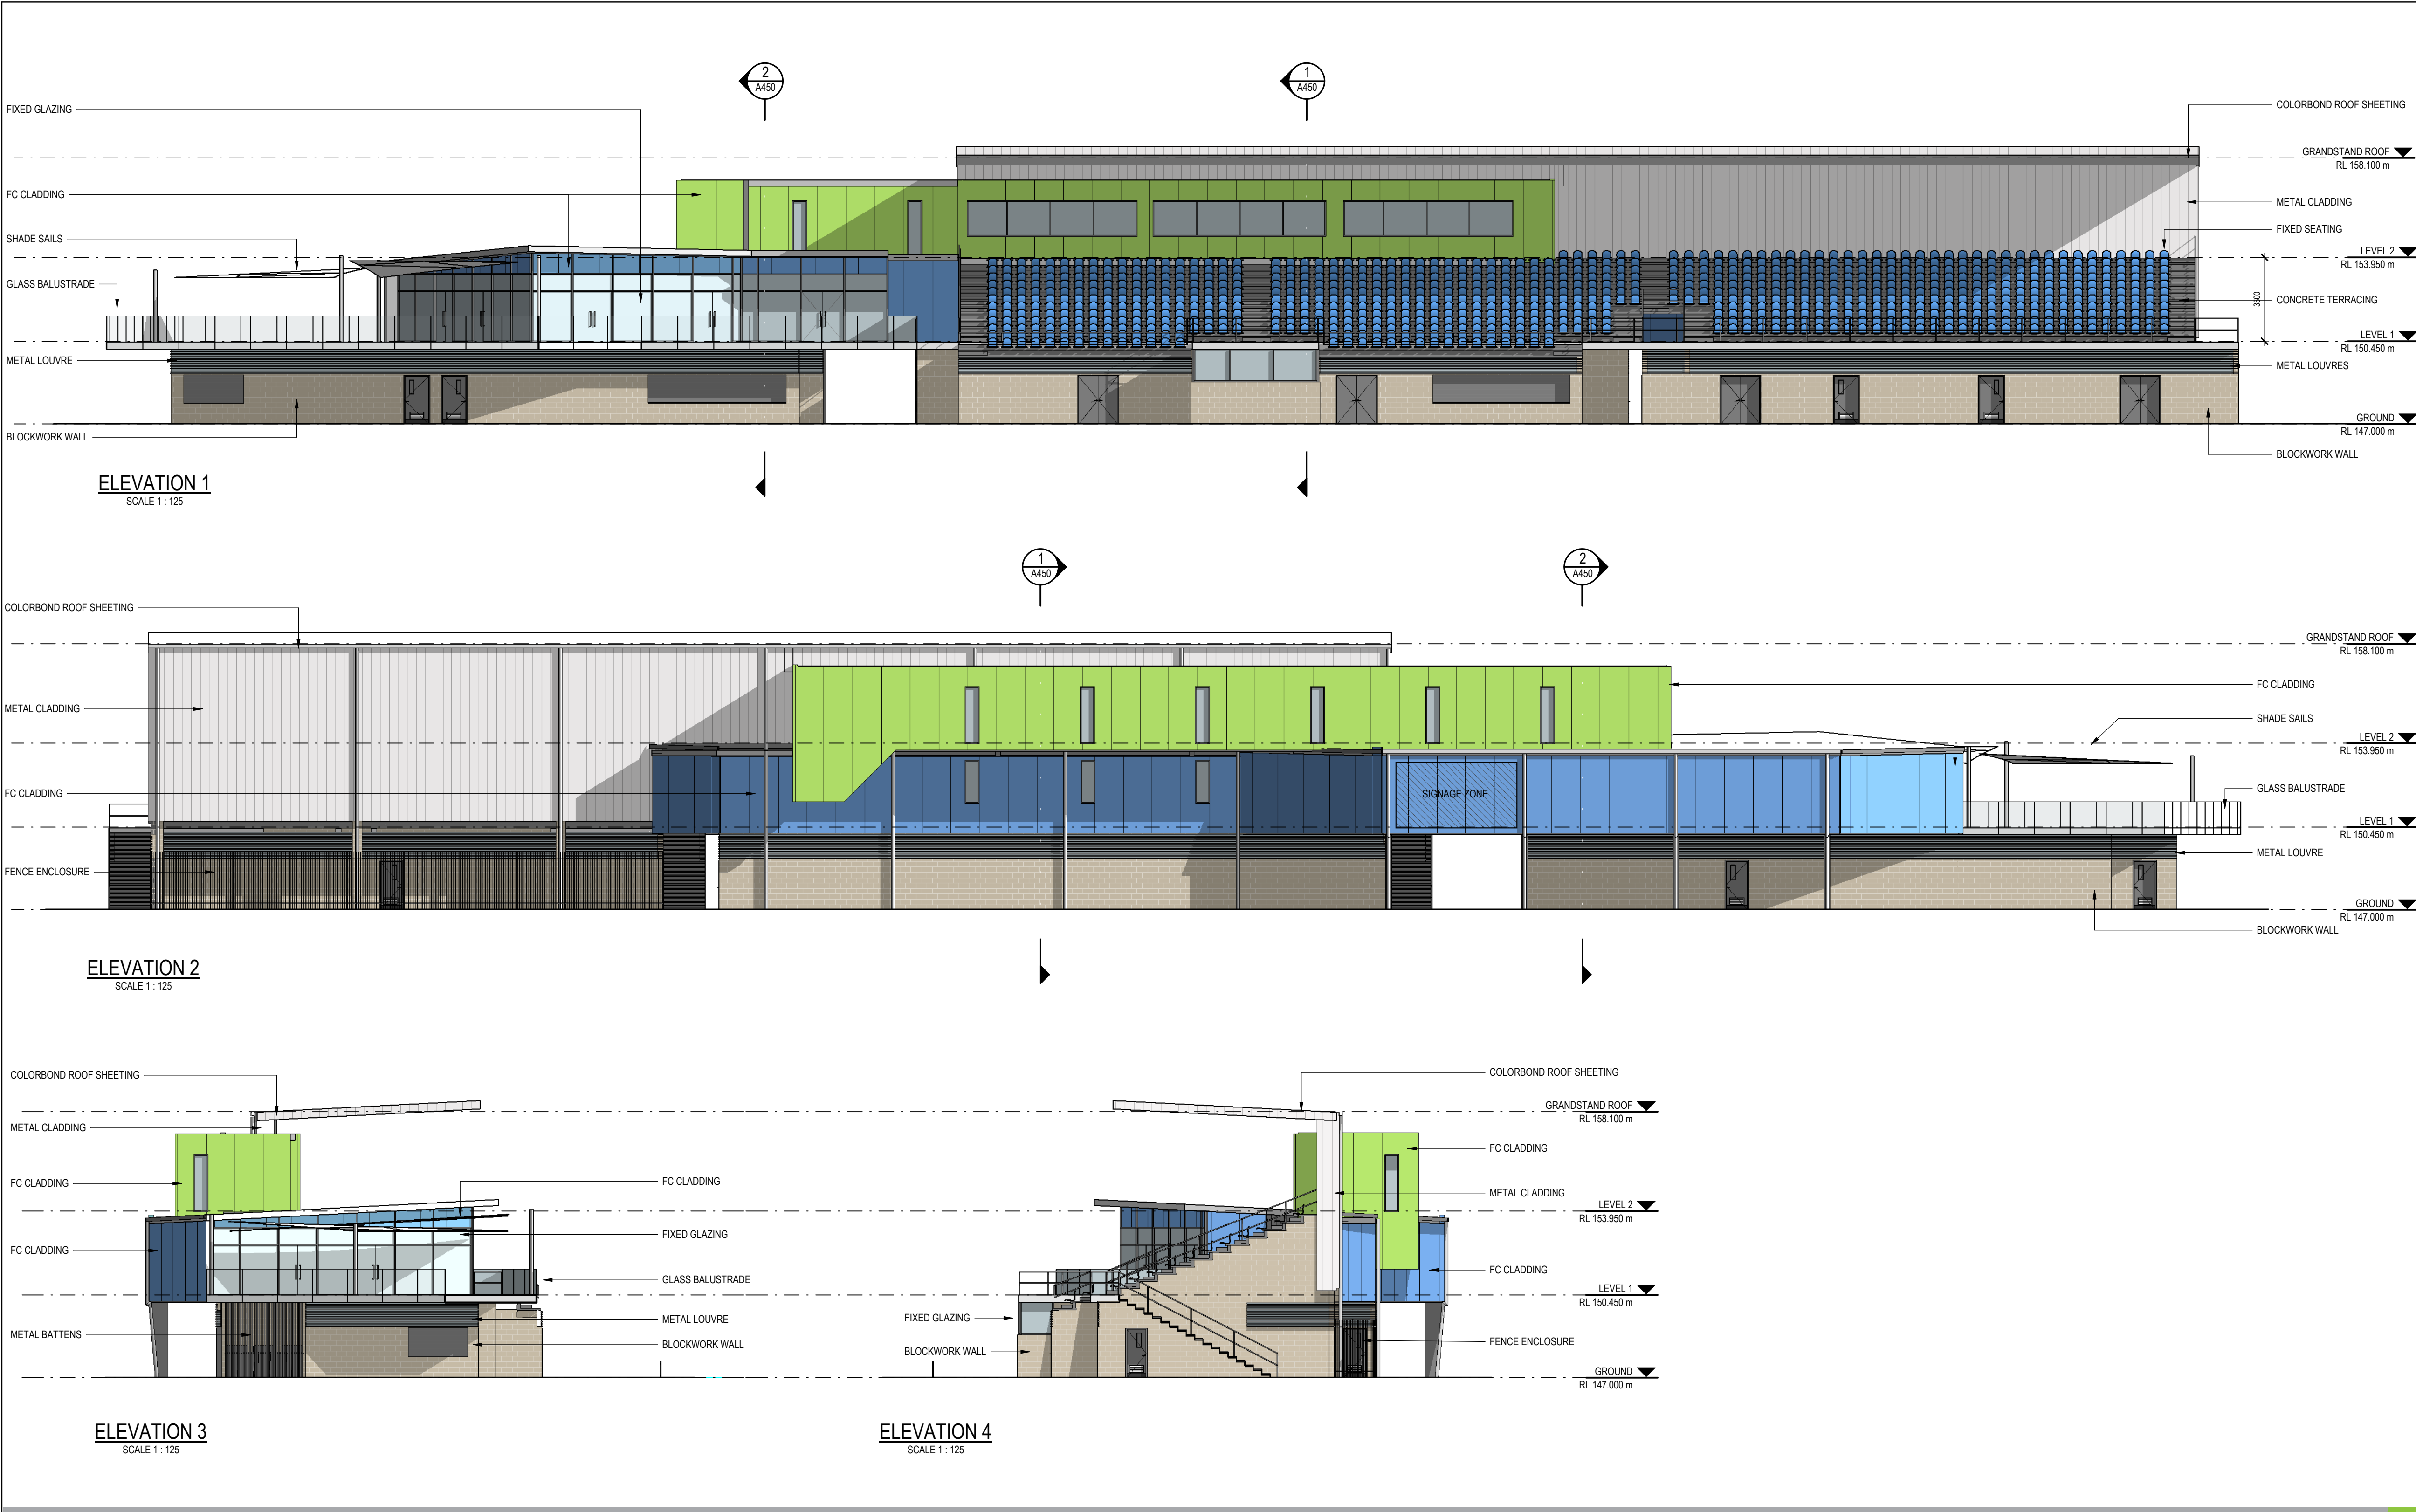 2
A450
1
A450
FIXED GLAZING
FC CLADDING
SHADE SAILS
GLASS BALUSTRADE
METAL LOUVRE
BLOCKWORK WALL
COLORBOND ROOF SHEETING
GRANDSTAND ROOF
RL 158.100 m
METAL CLADDING
FIXED SEATING
LEVEL 2
RL 153.950 m
3500
CONCRETE TERRACING
LEVEL 1
RL 150.450 m
METAL LOUVRES
GROUND
RL 147.000 m
BLOCKWORK WALL
ELEVATION 1
SCALE 1 : 125
1
A450
2
A450
COLORBOND ROOF SHEETING
METAL CLADDING
FC CLADDING
FENCE ENCLOSURE
SIGNAGE ZONE
GRANDSTAND ROOF
RL 158.100 m
FC CLADDING
SHADE SAILS
LEVEL 2
RL 153.950 m
GLASS BALUSTRADE
LEVEL 1
RL 150.450 m
METAL LOUVRE
GROUND
RL 147.000 m
BLOCKWORK WALL
ELEVATION 2
SCALE 1 : 125
COLORBOND ROOF SHEETING
METAL CLADDING
FC CLADDING
FC CLADDING
METAL BATTENS
FC CLADDING
FIXED GLAZING
GLASS BALUSTRADE
METAL LOUVRE
BLOCKWORK WALL
ELEVATION 3
SCALE 1 : 125
FIXED GLAZING
BLOCKWORK WALL
COLORBOND ROOF SHEETING
GRANDSTAND ROOF
RL 158.100 m
FC CLADDING
METAL CLADDING
LEVEL 2
RL 153.950 m
FC CLADDING
LEVEL 1
RL 150.450 m
FENCE ENCLOSURE
GROUND
RL 147.000 m
ELEVATION 4
SCALE 1 : 125